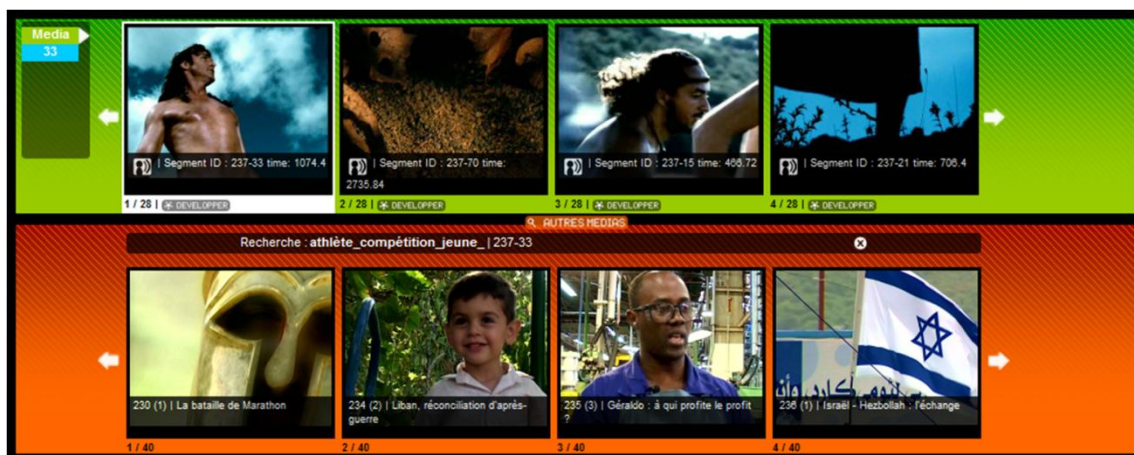 Media
33
| Segment ID : 237-33 time: 1074.4
1 / 28 | DEVELOPPER
| Segment ID : 237-70 time:
2735.84
2 / 28 | DEVELOPPER
| Segment ID : 237-15 time: 466.72
3 / 28 | DEVELOPPER
| Segment ID : 237-21 time: 706.4
4 / 28 | DEVELOPPER
AUTRES MEDIAS
Recherche : athlète_compétition_jeune_ | 237-33
230 (1) | La bataille de Marathon
1 / 40
234 (2) | Liban, réconciliation d'après-
guerre
2 / 40
235 (3) | Géraldo : à qui profite le profit
?
3 / 40
236 (1) | Israël - Hezbollah : l'échange
4 / 40